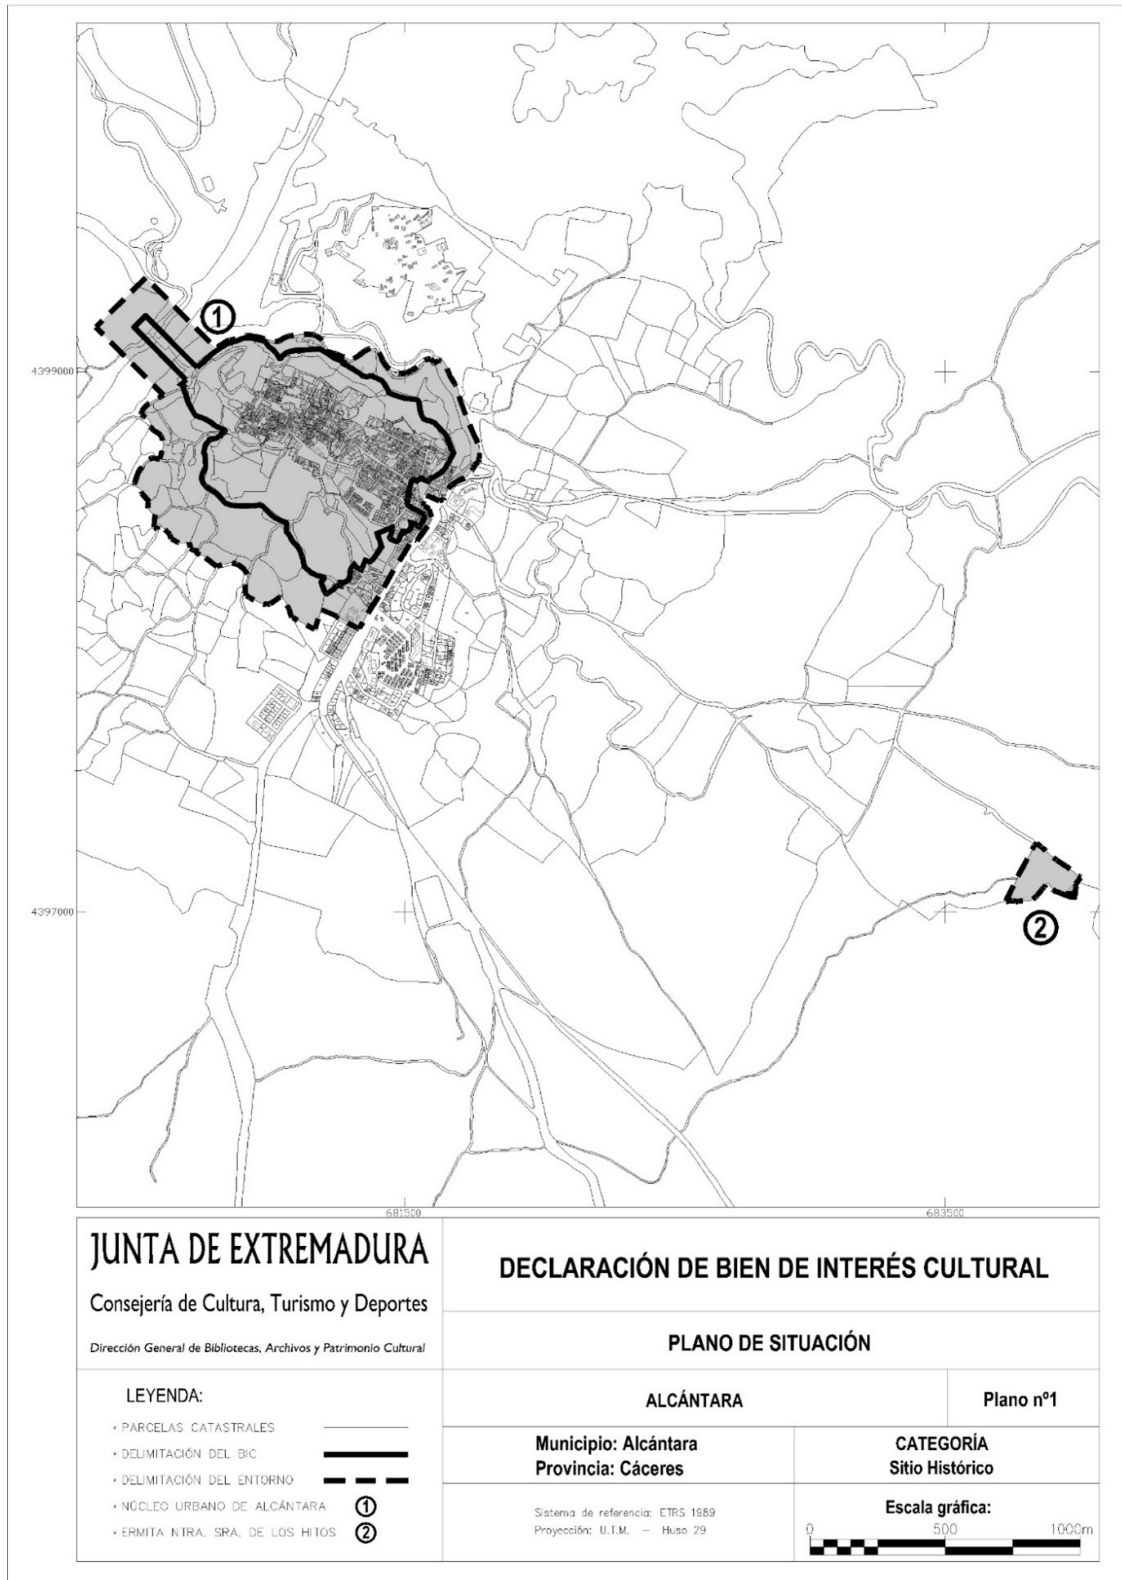 1
4399000
4397000
2
681500
683500
JUNTA DE EXTREMADURA
Consejería de Cultura, Turismo y Deportes
Dirección General de Bibliotecas, Archivos y Patrimonio Cultural
DECLARACIÓN DE BIEN DE INTERÉS CULTURAL
PLANO DE SITUACIÓN
ALCÁNTARA
Plano nº1
Municipio: Alcántara
Provincia: Cáceres
CATEGORÍA
Sitio Histórico
Sistema de referencia: ETRS 1989
Proyección: U.T.M. – Huso 29
Escala gráfica:
0 500 1000m
LEYENDA:
• PARCELAS CATASTRALES
• DELIMITACIÓN DEL BIC
• DELIMITACIÓN DEL ENTORNO
• NÚCLEO URBANO DE ALCÁNTARA 1
• ERMITA NTRA. SRA. DE LOS HITOS 2